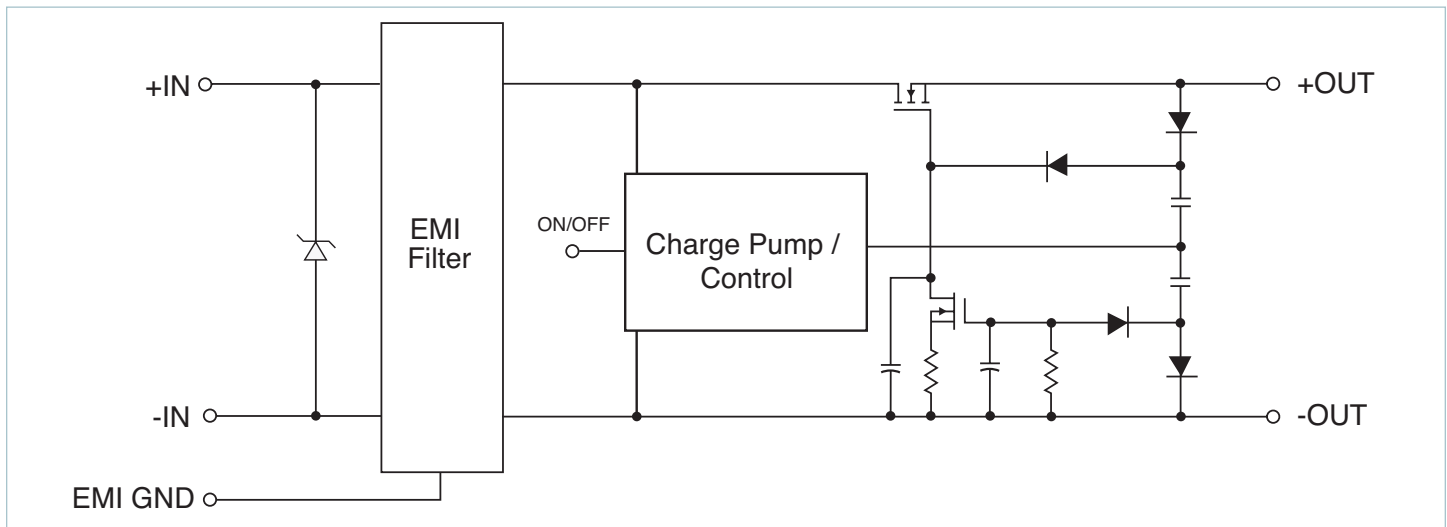 +IN
+OUT
EMI
Filter
ON/OFF
Charge Pump /
Control
-IN
-OUT
EMI GND